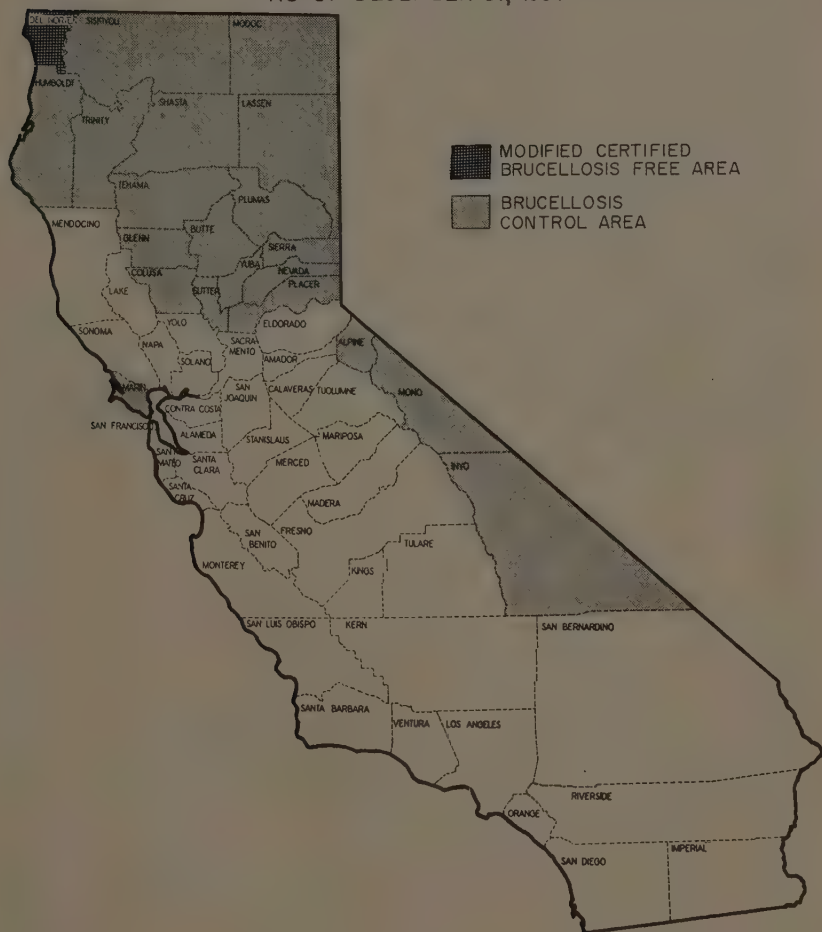 DEL NORTE
SISKIYOU
MODOC
HUMBOLDT
TRINITY
SHASTA
LASSEN
MODIFIED CERTIFIED
BRUCELLOSIS FREE AREA
BRUCELLOSIS
CONTROL AREA
TEHAMA
PLUMAS
MENDOCINO
GLENN
BUTTE
SIERRA
COLUSA
YUBA
NEVADA
LAKE
SUTTER
PLACER
SONOMA
YOLO
ELDORADO
NAPA
SACRA
MENTO
ALPINE
SOLANO
AMADOR
MARIN
SAN
JOAQUIN
CALAVERAS
TUOLUMNE
MONO
CONTRA COSTA
SAN FRANCISCO
ALAMEDA
STANISLAUS
MARIPOSA
SAN
MATEO
SANTA
CLARA
MERCED
INYO
SANTA
CRUZ
MADERA
SAN
BENITO
FRESNO
MONTEREY
KINGS
TULARE
SAN LUIS OBISPO
KERN
SAN BERNARDINO
SANTA BARBARA
VENTURA
LOS ANGELES
ORANGE
RIVERSIDE
SAN DIEGO
IMPERIAL